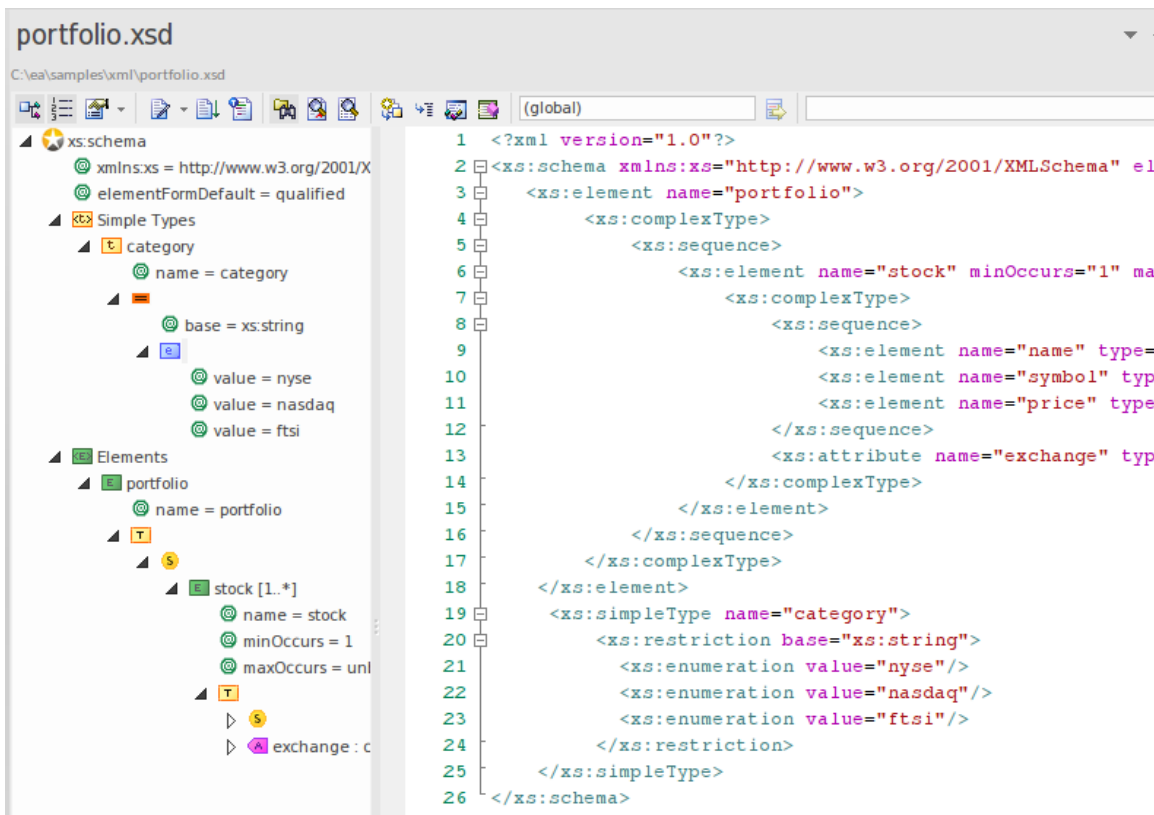 portfolio.xsd
C:\ea\samples\xml\portfolio.xsd
(global)
xs:schema
xmlns:xs = http://www.w3.org/2001/X
elementFormDefault = qualified
<t> Simple Types
t category
name = category
base = xs:string
e
value = nyse
value = nasdaq
value = ftsi
<E> Elements
E portfolio
name = portfolio
T
S
E stock [1..*]
name = stock
minOccurs = 1
maxOccurs = unl
T
S
A exchange : c
1 <?xml version="1.0"?>
2 <xs:schema xmlns:xs="http://www.w3.org/2001/XMLSchema" el
3 <xs:element name="portfolio">
4 <xs:complexType>
5 <xs:sequence>
6 <xs:element name="stock" minOccurs="1" ma
7 <xs:complexType>
8 <xs:sequence>
9 <xs:element name="name" type=
10 <xs:element name="symbol" typ
11 <xs:element name="price" type
12 </xs:sequence>
13 <xs:attribute name="exchange" typ
14 </xs:complexType>
15 </xs:element>
16 </xs:sequence>
17 </xs:complexType>
18 </xs:element>
19 <xs:simpleType name="category">
20 <xs:restriction base="xs:string">
21 <xs:enumeration value="nyse"/>
22 <xs:enumeration value="nasdaq"/>
23 <xs:enumeration value="ftsi"/>
24 </xs:restriction>
25 </xs:simpleType>
26 </xs:schema>